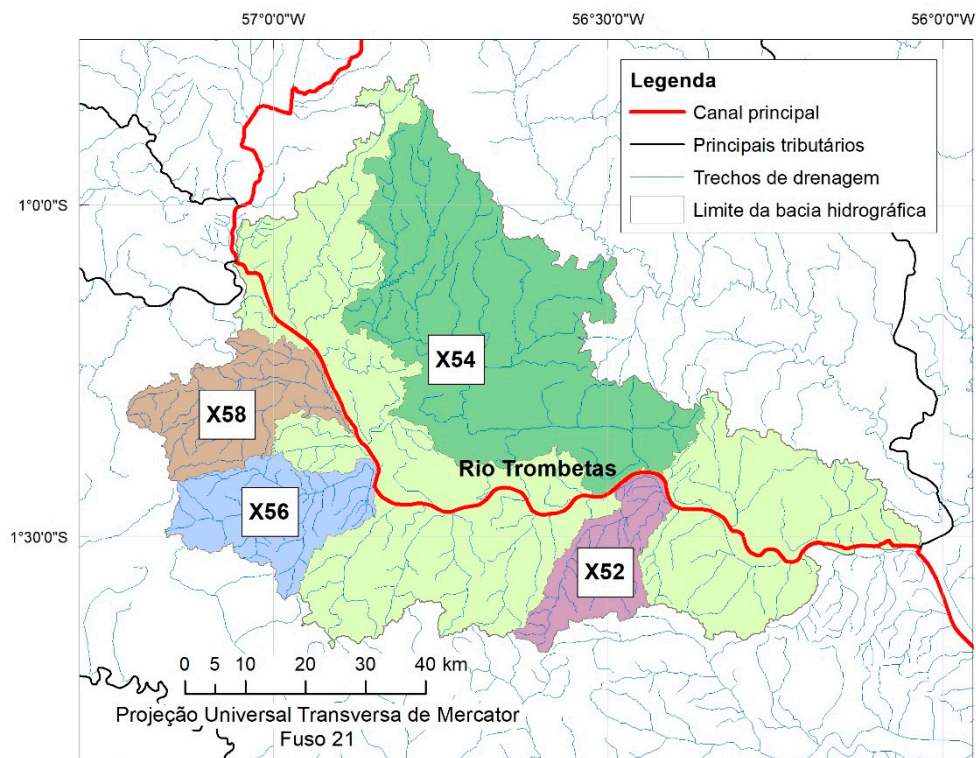 57°0'0"W
56°30'0"W
56°0'0"W
Legenda
Canal principal
Principais tributários
Trechos de drenagem
Limite da bacia hidrográfica
1°0'0"S
X54
X58
Rio Trombetas
X56
1°30'0"S
X52
0 5 10 20 30 40 km
Projeção Universal Transversa de Mercator
Fuso 21